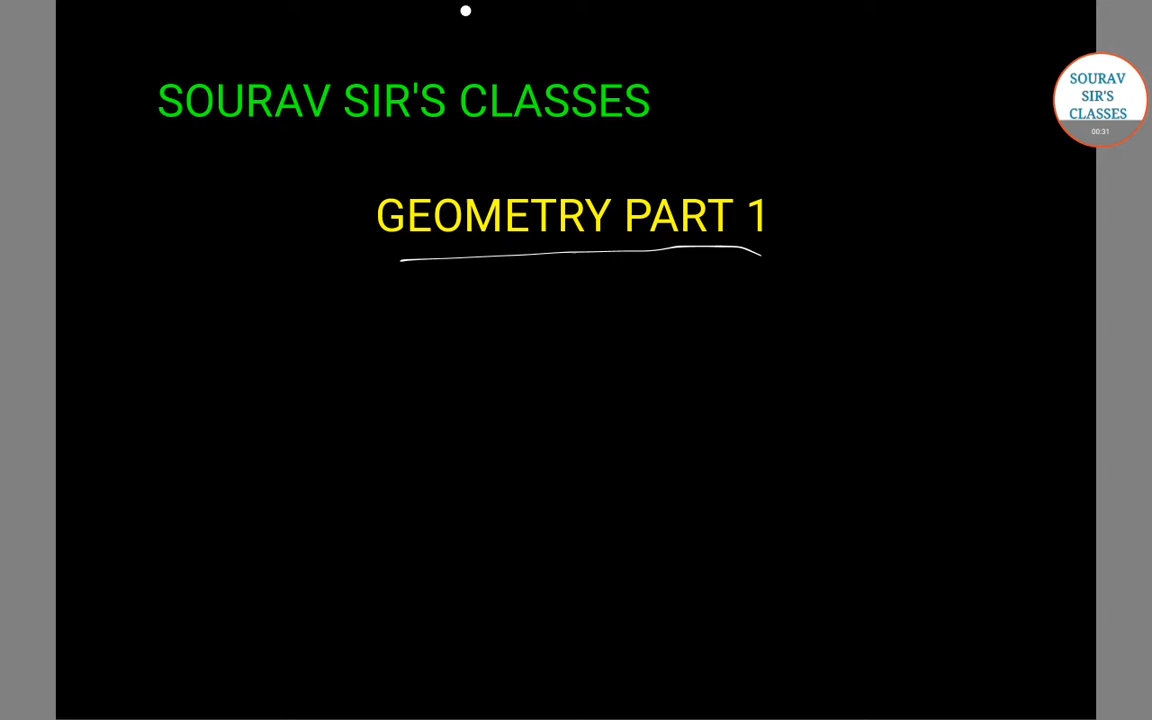 SOURAV SIR'S CLASSES
GEOMETRY PART 1
SOURAV
SIR'S
CLASSES
00:31